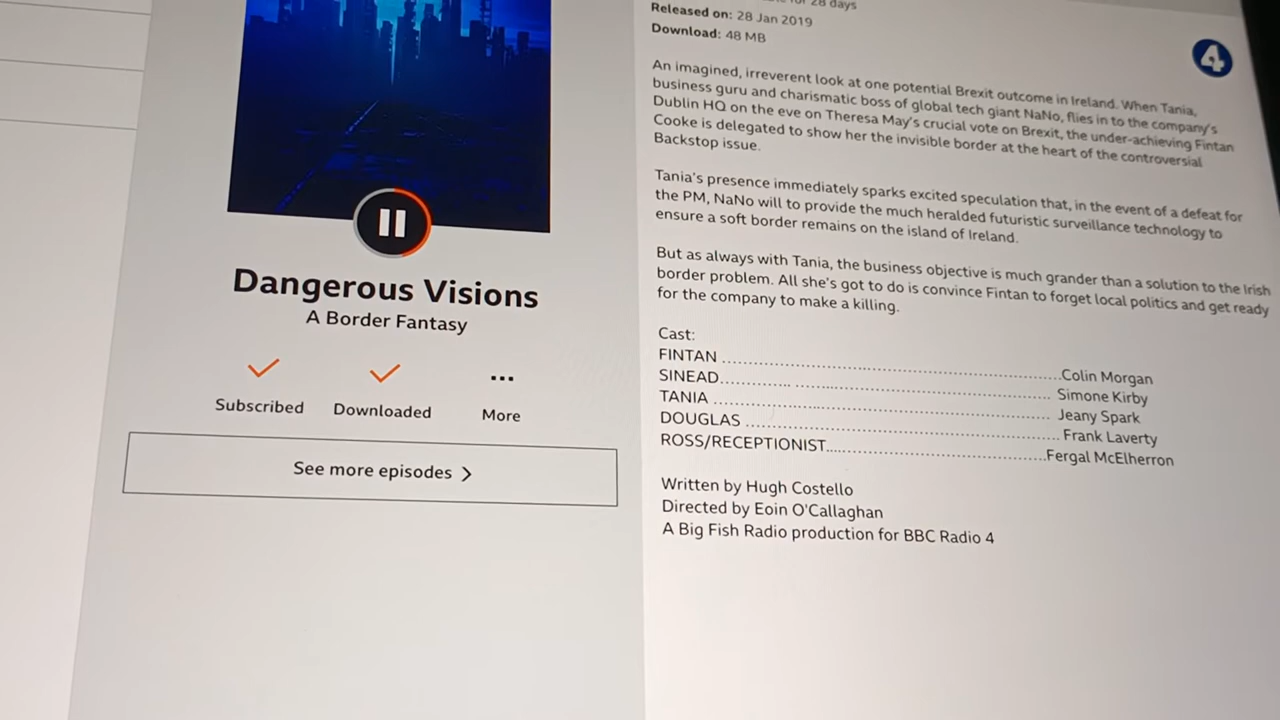 Dangerous Visions
A Border Fantasy
Subscribed
Downloaded
More
See more episodes
for 28 days
Released on: 28 Jan 2019
Download: 48 MB
4
An imagined, irreverent look at one potential Brexit outcome in Ireland. When Tania,
business guru and charismatic boss of global tech giant NaNo, flies in to the company's
Dublin HQ on the eve on Theresa May's crucial vote on Brexit, the under-achieving Fintan
Cooke is delegated to show her the invisible border at the heart of the controversial
Backstop issue.
Tania's presence immediately sparks excited speculation that, in the event of a defeat for
the PM, NaNo will to provide the much heralded futuristic surveillance technology to
ensure a soft border remains on the island of Ireland.
But as always with Tania, the business objective is much grander than a solution to the Irish
border problem. All she's got to do is convince Fintan to forget local politics and get ready
for the company to make a killing.
Cast:
FINTAN ..................................................................Colin Morgan
SINEAD.............. ................................................... Simone Kirby
TANIA ................................................................... Jeany Spark
DOUGLAS ............................................................. Frank Laverty
ROSS/RECEPTIONIST...........................................Fergal McElherron
Written by Hugh Costello
Directed by Eoin O'Callaghan
A Big Fish Radio production for BBC Radio 4